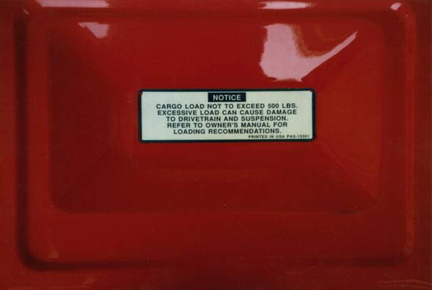 NOTICE
CARGO LOAD NOT TO EXCEED 500 LBS.
EXCESSIVE LOAD CAN CAUSE DAMAGE
TO DRIVETRAIN AND SUSPENSION.
REFER TO OWNER'S MANUAL FOR
LOADING RECOMMENDATIONS.
PRINTED IN USA